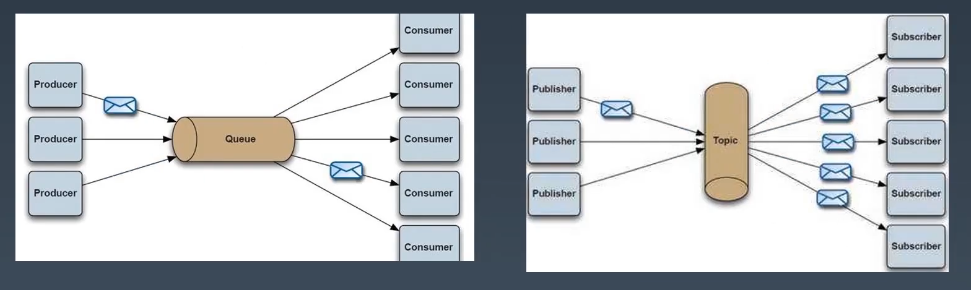 Producer
Producer
Producer
Queue
Consumer
Consumer
Consumer
Consumer
Consumer
Publisher
Publisher
Publisher
Topic
Subscriber
Subscriber
Subscriber
Subscriber
Subscriber